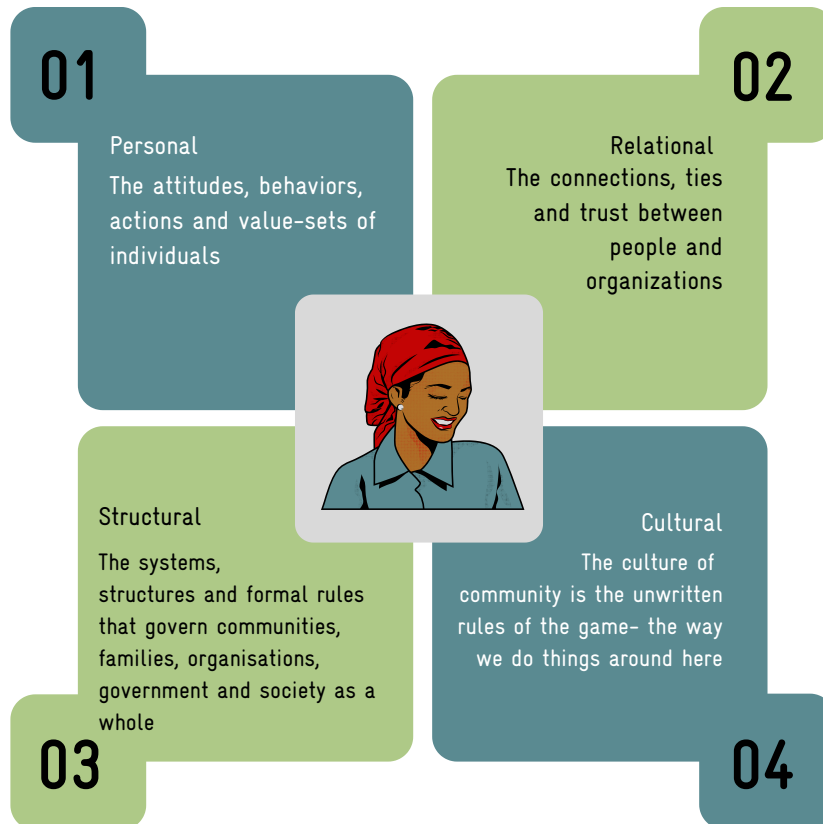 01
Personal
The attitudes, behaviors,
actions and value-sets of
individuals
02
Relational
The connections, ties
and trust between
people and
organizations
Structural
The systems,
structures and formal rules
that govern communities,
families, organisations,
government and society as a
whole
03
Cultural
The culture of
community is the unwritten
rules of the game- the way
we do things around here
04